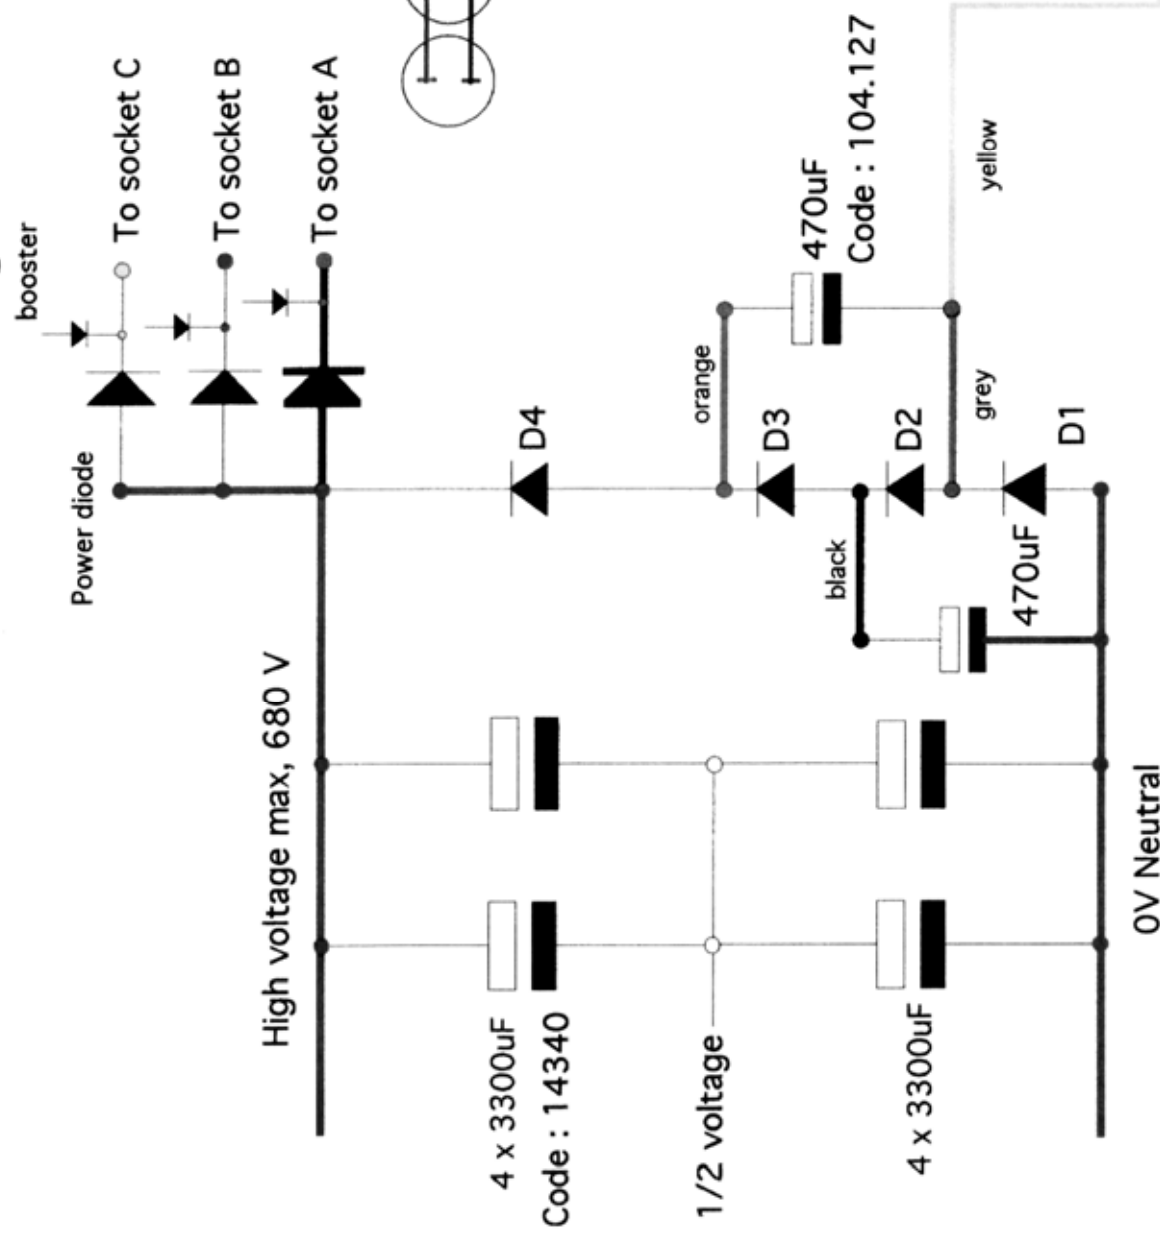 booster
To socket C
To socket B
To socket A
Power diode
High voltage max, 680 V
D4
orange
470uF
Code : 104.127
yellow
D3
D2
grey
D1
black
470uF
4 x 3300uF
Code : 14340
1/2 voltage
4 x 3300uF
0V Neutral